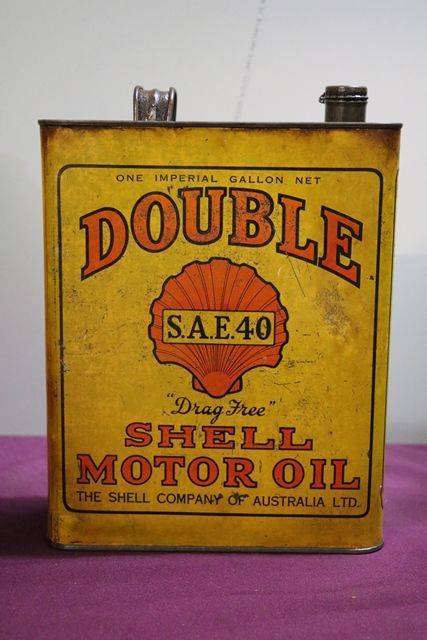 ONE IMPERIAL GALLON NET
DOUBLE
S.A.E.40
"Drag Free"
SHELL
MOTOR OIL
THE SHELL COMPANY OF AUSTRALIA LTD.